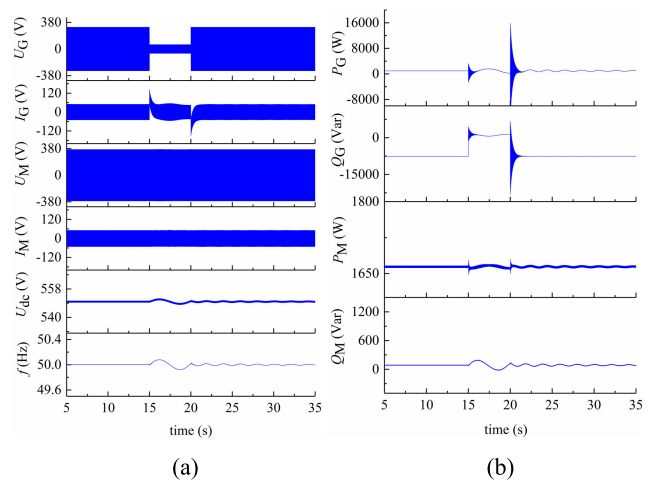 380
0
-380
U_G (V)
120
0
-120
I_G (V)
380
0
-380
U_M (V)
120
0
-120
I_M (V)
558
540
U_dc (V)
50.4
50.0
49.6
f (Hz)
5 10 15 20 25 30 35
time (s)
(a)
16000
8000
0
-8000
P_G (W)
0
-15000
Q_G (Var)
1800
1650
P_M (W)
1200
600
0
Q_M (Var)
5 10 15 20 25 30 35
time (s)
(b)